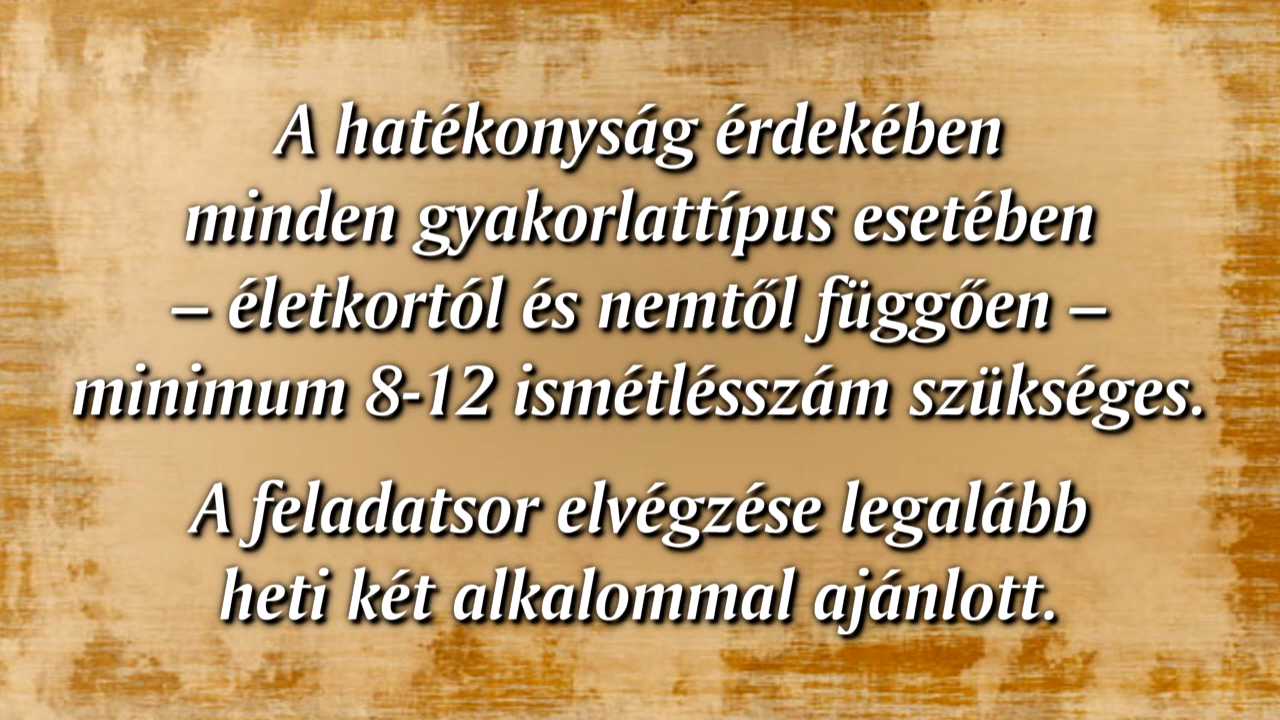 A hatékonyság érdekében
minden gyakorlattípus esetében
– életkortól és nemtől függően –
minimum 8-12 ismétlésszám szükséges.
A feladatsor elvégzése legalább
heti két alkalommal ajánlott.